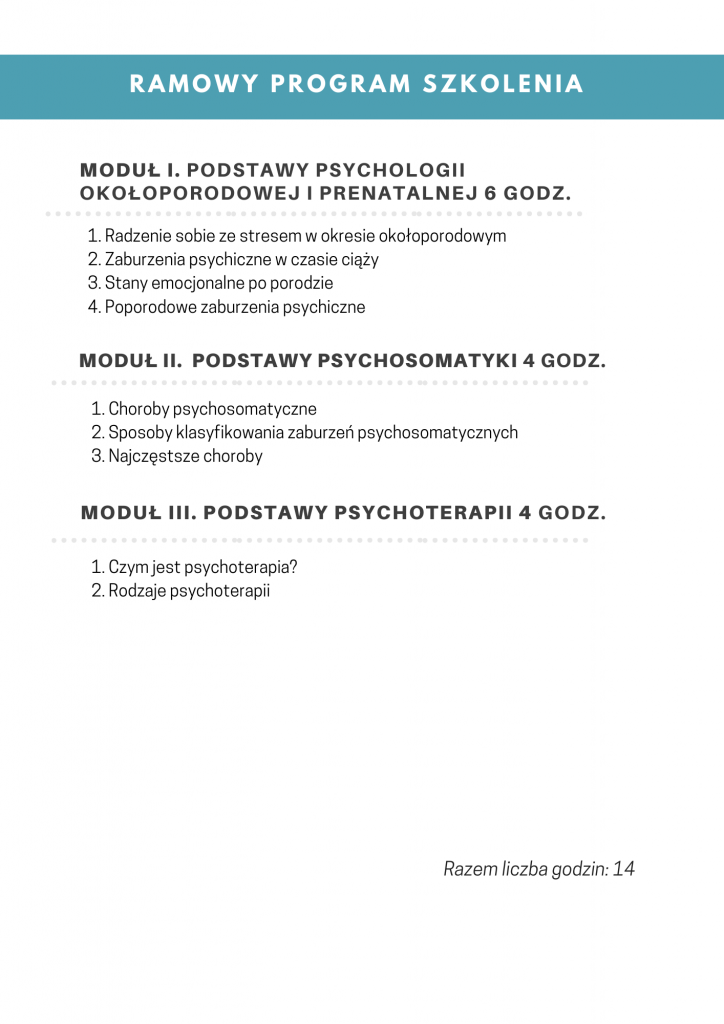 RAMOWY PROGRAM SZKOLENIA
MODUŁ I. PODSTAWY PSYCHOLOGII
OKOŁOPORODOWEJ I PRENATALNEJ 6 GODZ.
1. Radzenie sobie ze stresem w okresie okołoporodowym
2. Zaburzenia psychiczne w czasie ciąży
3. Stany emocjonalne po porodzie
4. Poporodowe zaburzenia psychiczne
MODUŁ II. PODSTAWY PSYCHOSOMATYKI 4 GODZ.
1. Choroby psychosomatyczne
2. Sposoby klasyfikowania zaburzeń psychosomatycznych
3. Najczęstsze choroby
MODUŁ III. PODSTAWY PSYCHOTERAPII 4 GODZ.
1. Czym jest psychoterapia?
2. Rodzaje psychoterapii
Razem liczba godzin: 14